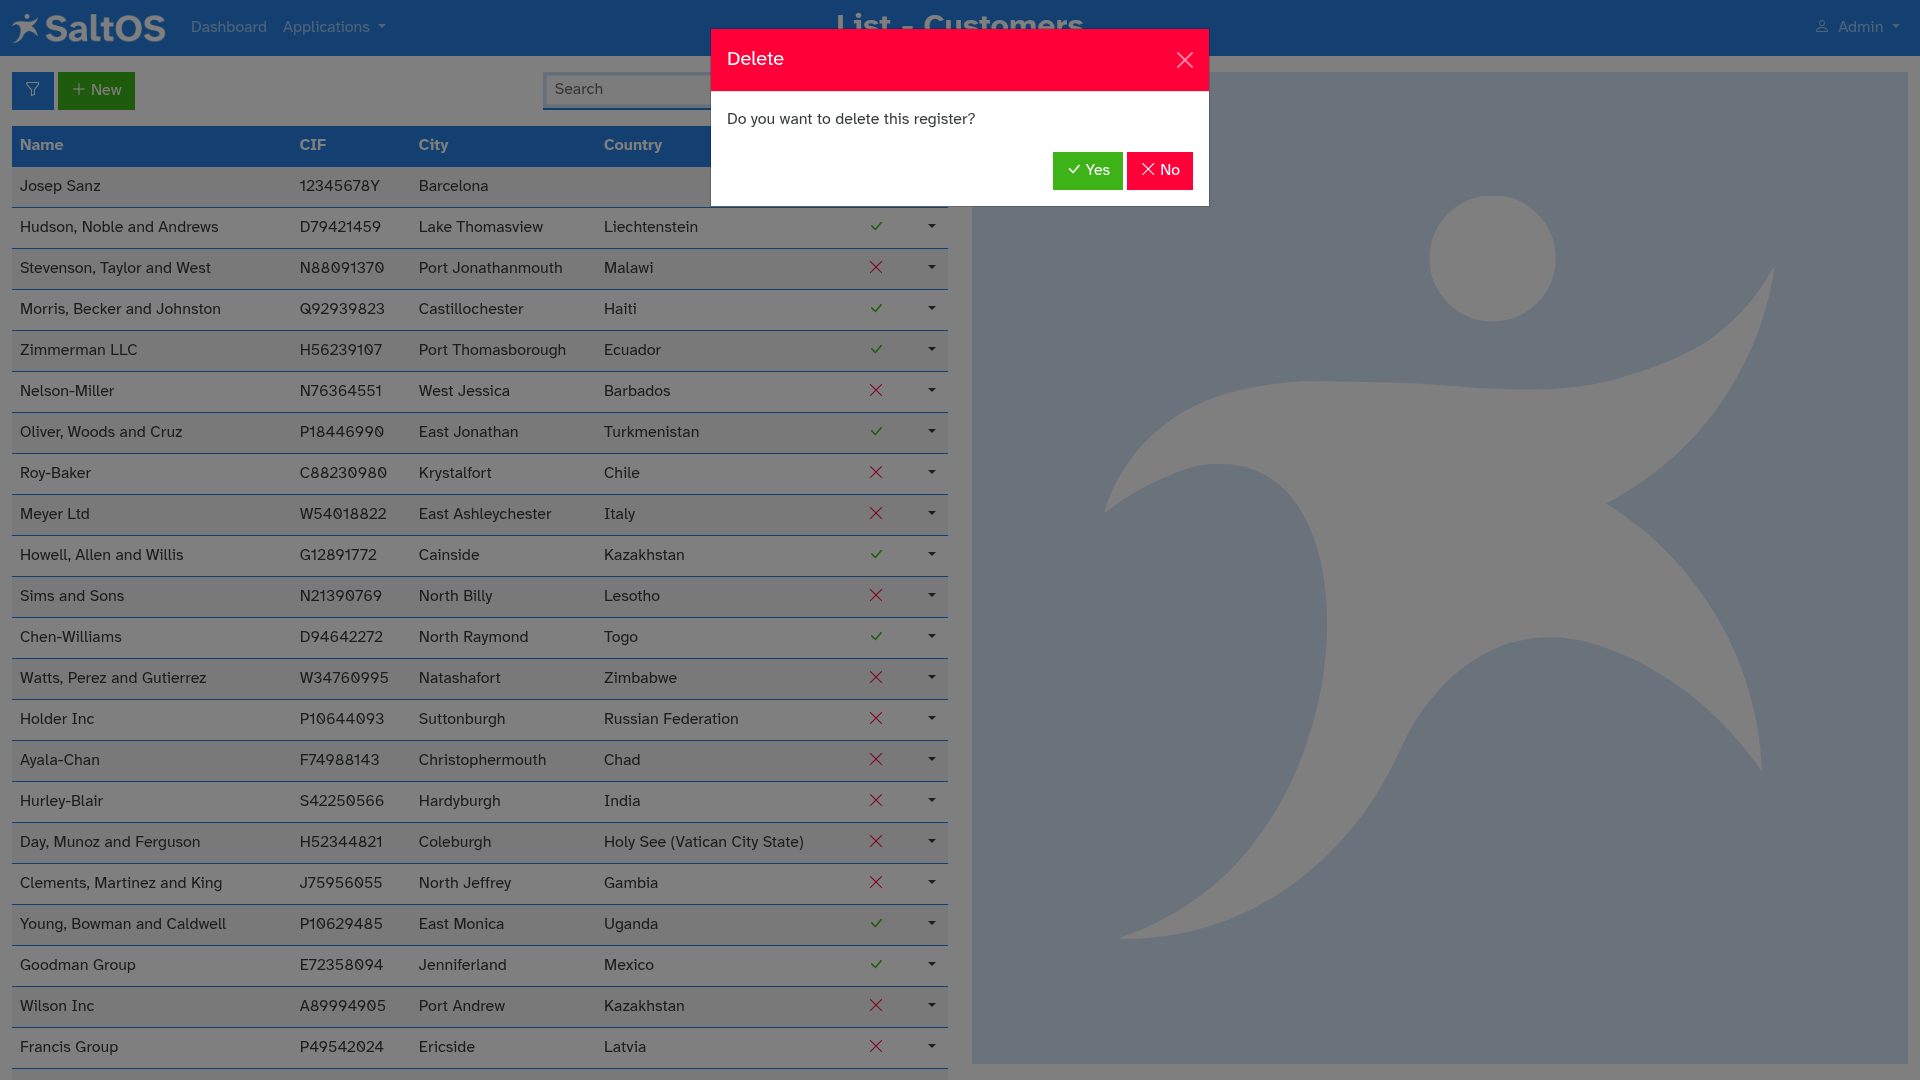 SaltOS Dashboard Applications List - Customers Admin
Delete
Do you want to delete this register?
Yes No
New
Search
Name CIF City Country
Josep Sanz 12345678Y Barcelona
Hudson, Noble and Andrews D79421459 Lake Thomasview Liechtenstein
Stevenson, Taylor and West N88091370 Port Jonathanmouth Malawi
Morris, Becker and Johnston Q92939823 Castillochester Haiti
Zimmerman LLC H56239107 Port Thomasborough Ecuador
Nelson-Miller N76364551 West Jessica Barbados
Oliver, Woods and Cruz P18446990 East Jonathan Turkmenistan
Roy-Baker C88230980 Krystalfort Chile
Meyer Ltd W54018822 East Ashleychester Italy
Howell, Allen and Willis G12891772 Cainside Kazakhstan
Sims and Sons N21390769 North Billy Lesotho
Chen-Williams D94642272 North Raymond Togo
Watts, Perez and Gutierrez W34760995 Natashafort Zimbabwe
Holder Inc P10644093 Suttonburgh Russian Federation
Ayala-Chan F74988143 Christophermouth Chad
Hurley-Blair S42250566 Hardyburgh India
Day, Munoz and Ferguson H52344821 Coleburgh Holy See (Vatican City State)
Clements, Martinez and King J75956055 North Jeffrey Gambia
Young, Bowman and Caldwell P10629485 East Monica Uganda
Goodman Group E72358094 Jenniferland Mexico
Wilson Inc A89994905 Port Andrew Kazakhstan
Francis Group P49542024 Ericside Latvia